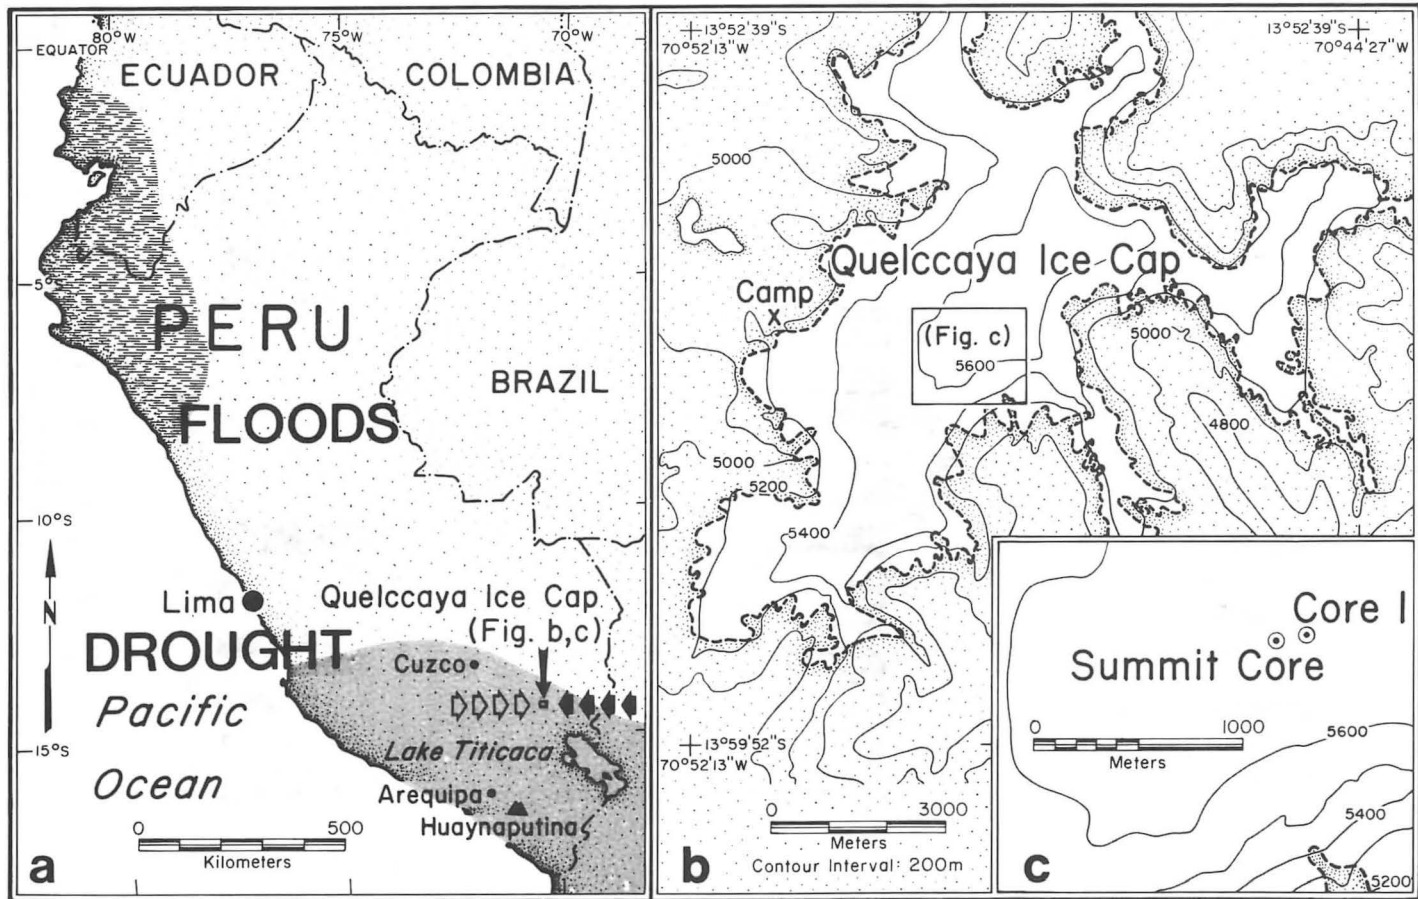 80°W
75°W
70°W
EQUATOR
ECUADOR
COLOMBIA
5°S
PERU
BRAZIL
FLOODS
10°S
N
Lima
Quelccaya Ice Cap
(Fig. b,c)
DROUGHT
Cuzco
Pacific
Ocean
15°S
Lake Titicaca
Arequipa
Huaynaputina
0
500
Kilometers
a
13°52'39"S
70°52'13"W
13°52'39"S
70°44'27"W
5000
Quelccaya Ice Cap
Camp
X
(Fig. c)
5600
5000
4800
5000
5200
5400
13°59'52"S
70°52'13"W
0
3000
Meters
Contour Interval: 200m
b
Core I
Summit Core
0
1000
Meters
5600
5400
5200
c